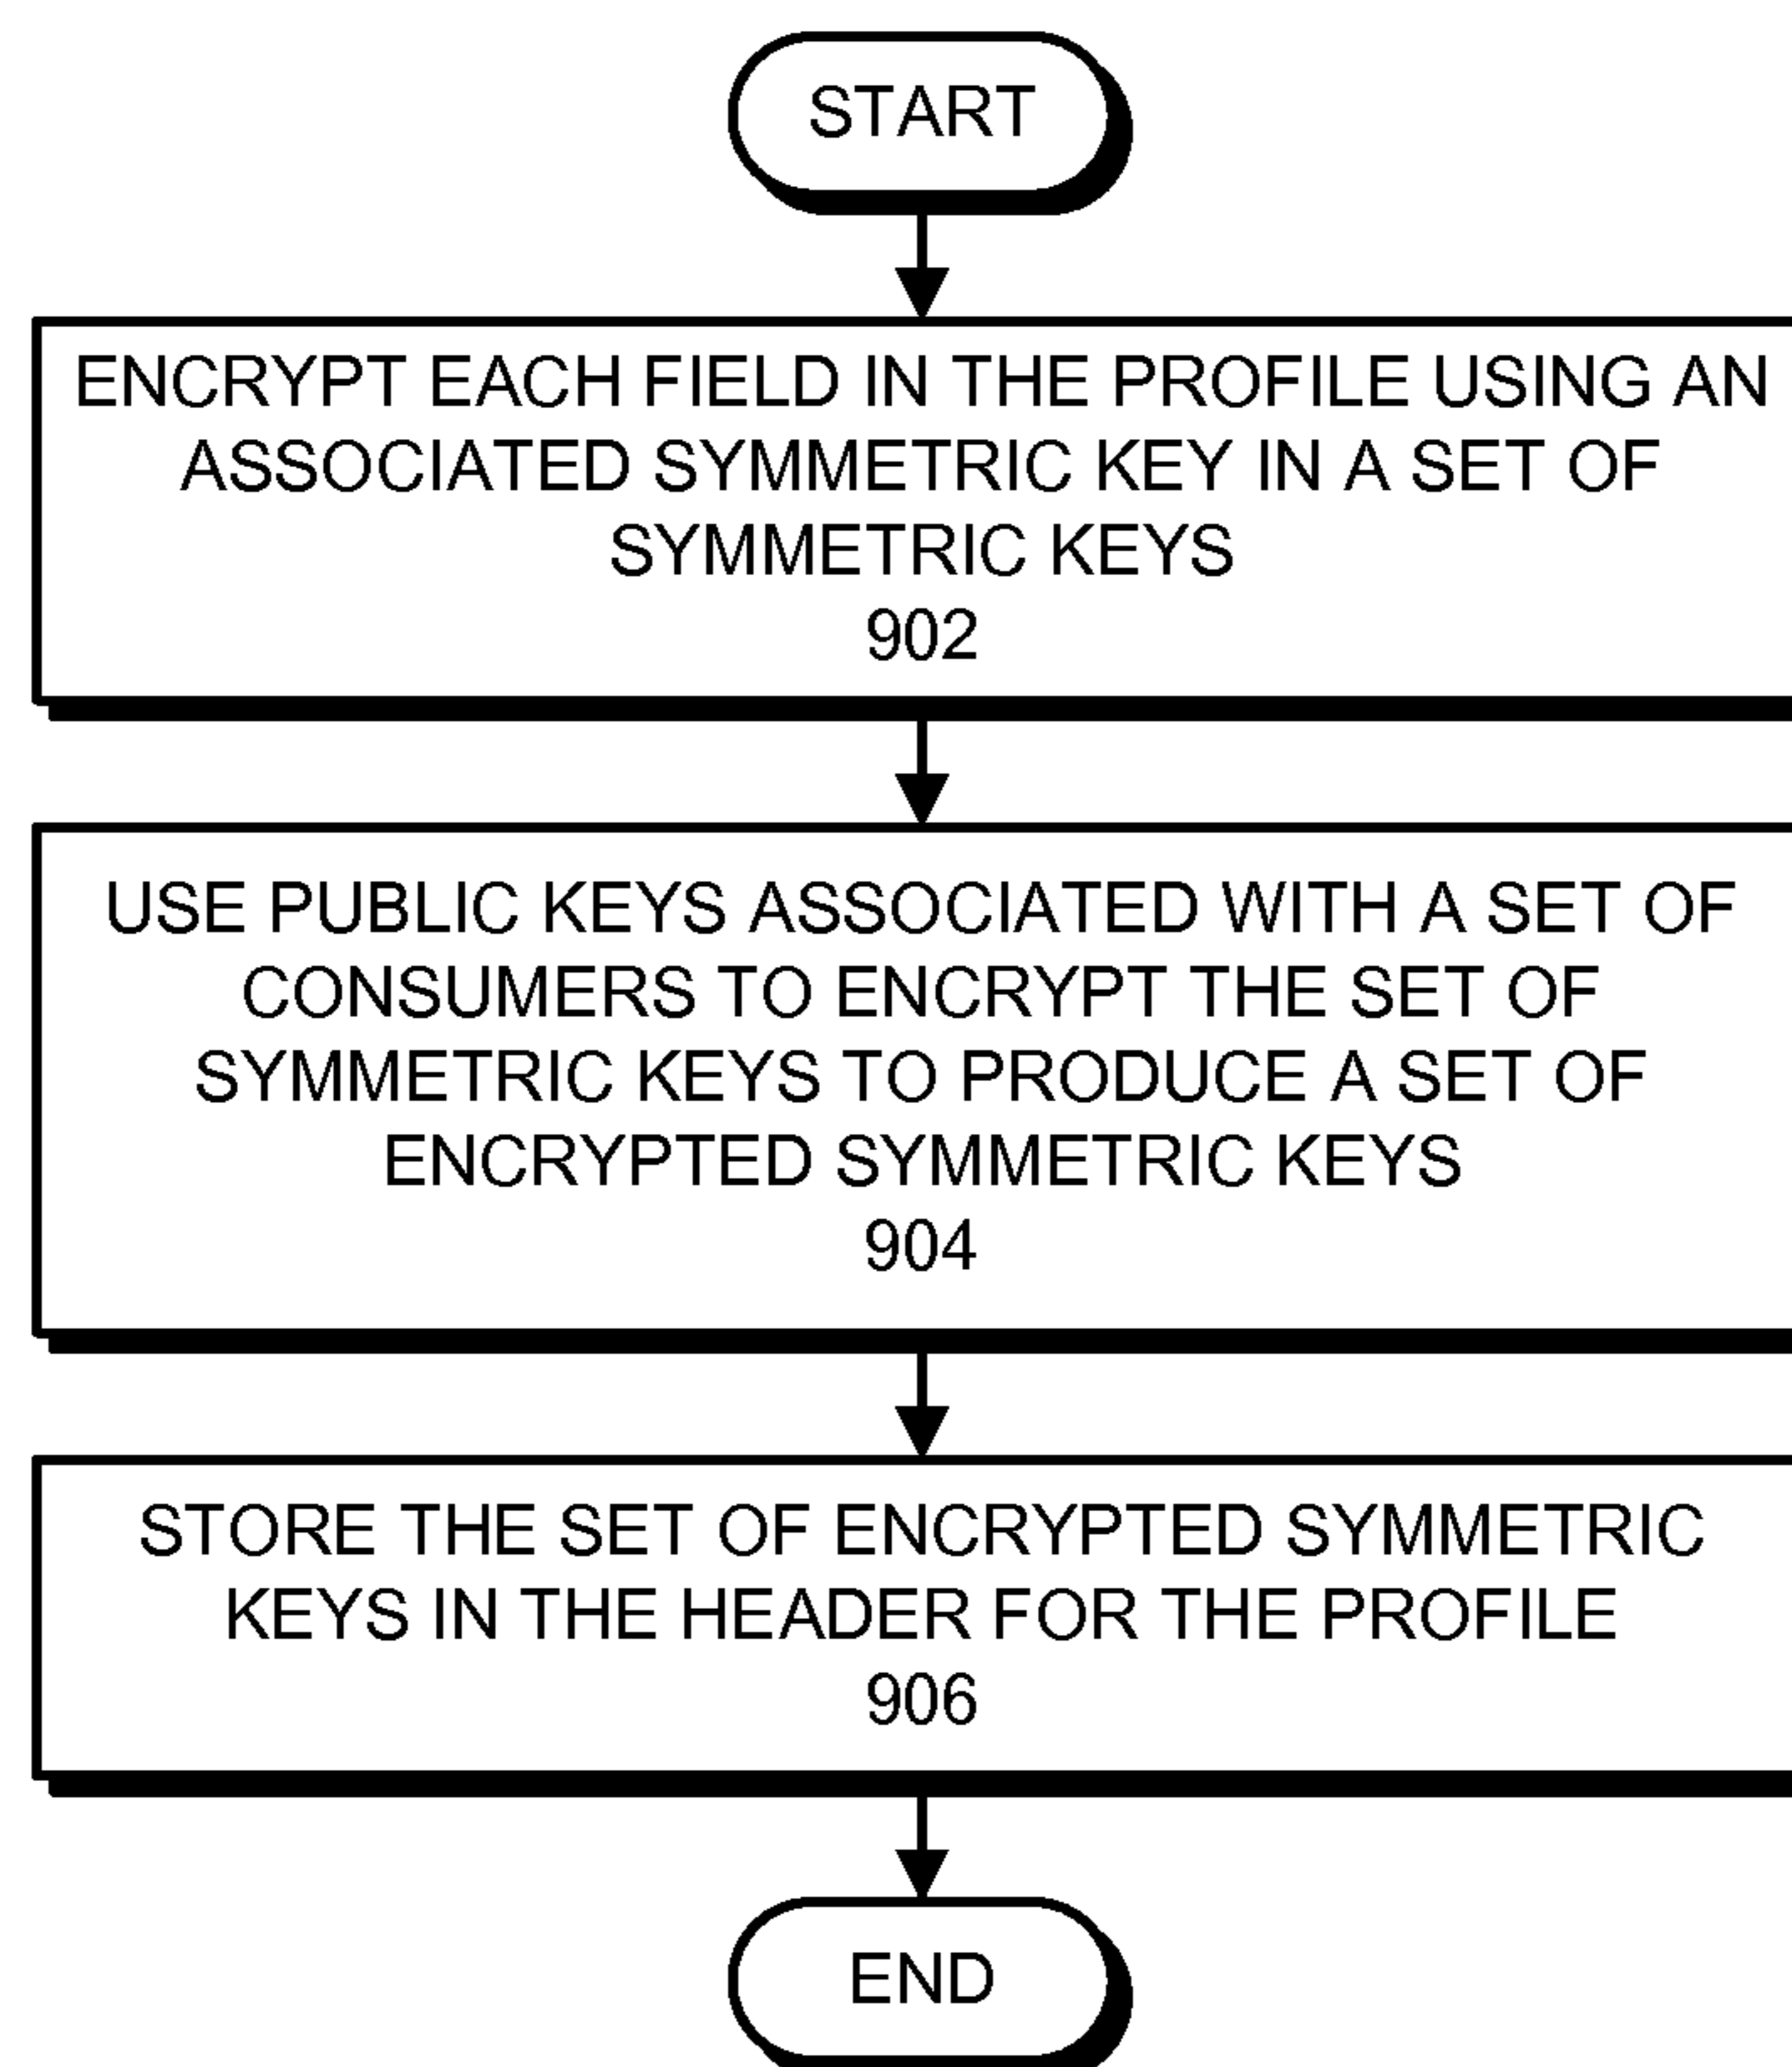 START
ENCRYPT EACH FIELD IN THE PROFILE USING AN
ASSOCIATED SYMMETRIC KEY IN A SET OF
SYMMETRIC KEYS
902
USE PUBLIC KEYS ASSOCIATED WITH A SET OF
CONSUMERS TO ENCRYPT THE SET OF
SYMMETRIC KEYS TO PRODUCE A SET OF
ENCRYPTED SYMMETRIC KEYS
904
STORE THE SET OF ENCRYPTED SYMMETRIC
KEYS IN THE HEADER FOR THE PROFILE
906
END